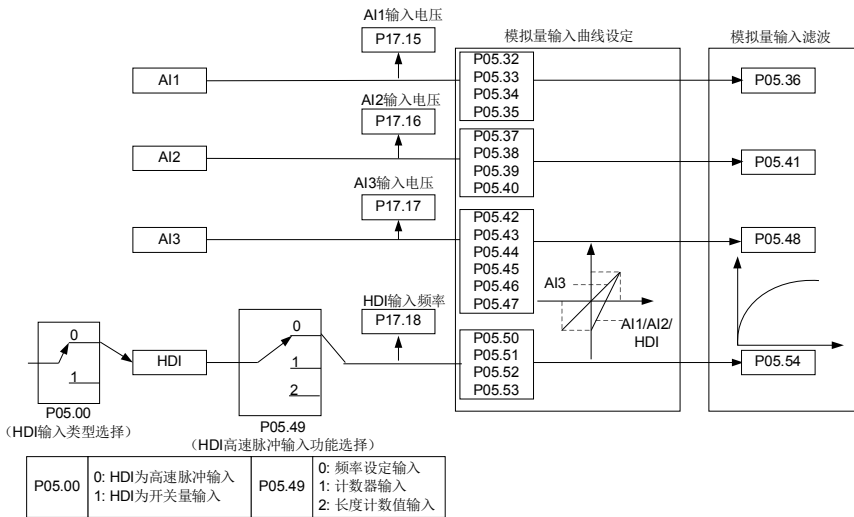 AI1输入电压
模拟量输入曲线设定
模拟量输入滤波
P17.15
P05.32
P05.33
P05.34
P05.35
AI1
P05.36
AI2输入电压
P17.16
P05.37
P05.38
P05.39
P05.40
AI2
P05.41
AI3输入电压
P17.17
P05.42
P05.43
P05.44
P05.45
P05.46
P05.47
AI3
P05.48
AI3
AI1/AI2/
HDI
HDI输入频率
P17.18
0
1
HDI
0
1
2
P05.50
P05.51
P05.52
P05.53
P05.54
P05.00
(HDI输入类型选择)
P05.49
(HDI高速脉冲输入功能选择)
P05.00
0: HDI为高速脉冲输入
1: HDI为开关量输入
P05.49
0: 频率设定输入
1: 计数器输入
2: 长度计数值输入